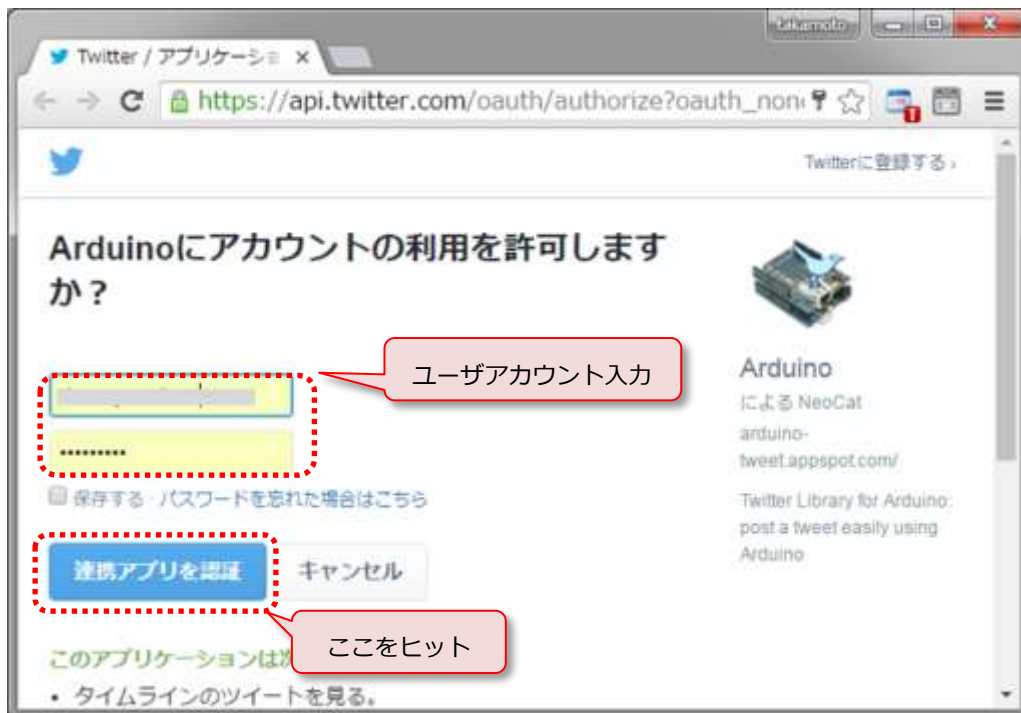 takamoto
Twitter / アプリケーショ
https://api.twitter.com/oauth/authorize?oauth_non
Twitterに登録する ›
Arduinoにアカウントの利用を許可します
か？
ユーザアカウント入力
Arduino
による NeoCat
arduino-
tweet.appspot.com/
保存する · パスワードを忘れた場合はこちら
Twitter Library for Arduino:
post a tweet easily using
Arduino
連携アプリを認証
キャンセル
ここをヒット
このアプリケーションは次
• タイムラインのツイートを見る。